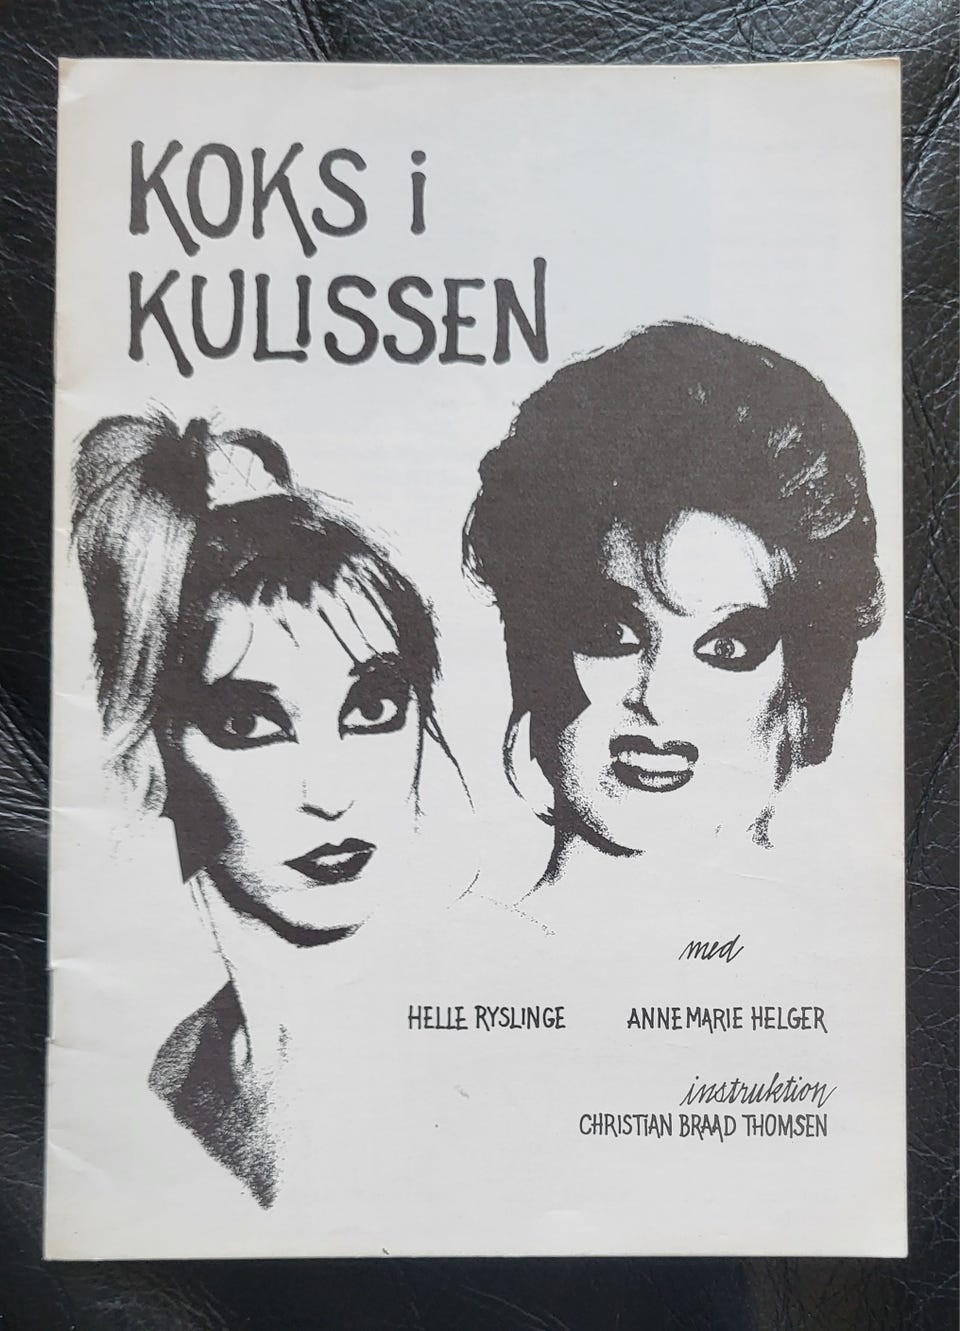 KOKS i
KULISSEN
med
HELLE RYSLINGE ANNEMARIE HELGER
instruktion
CHRISTIAN BRAAD THOMSEN